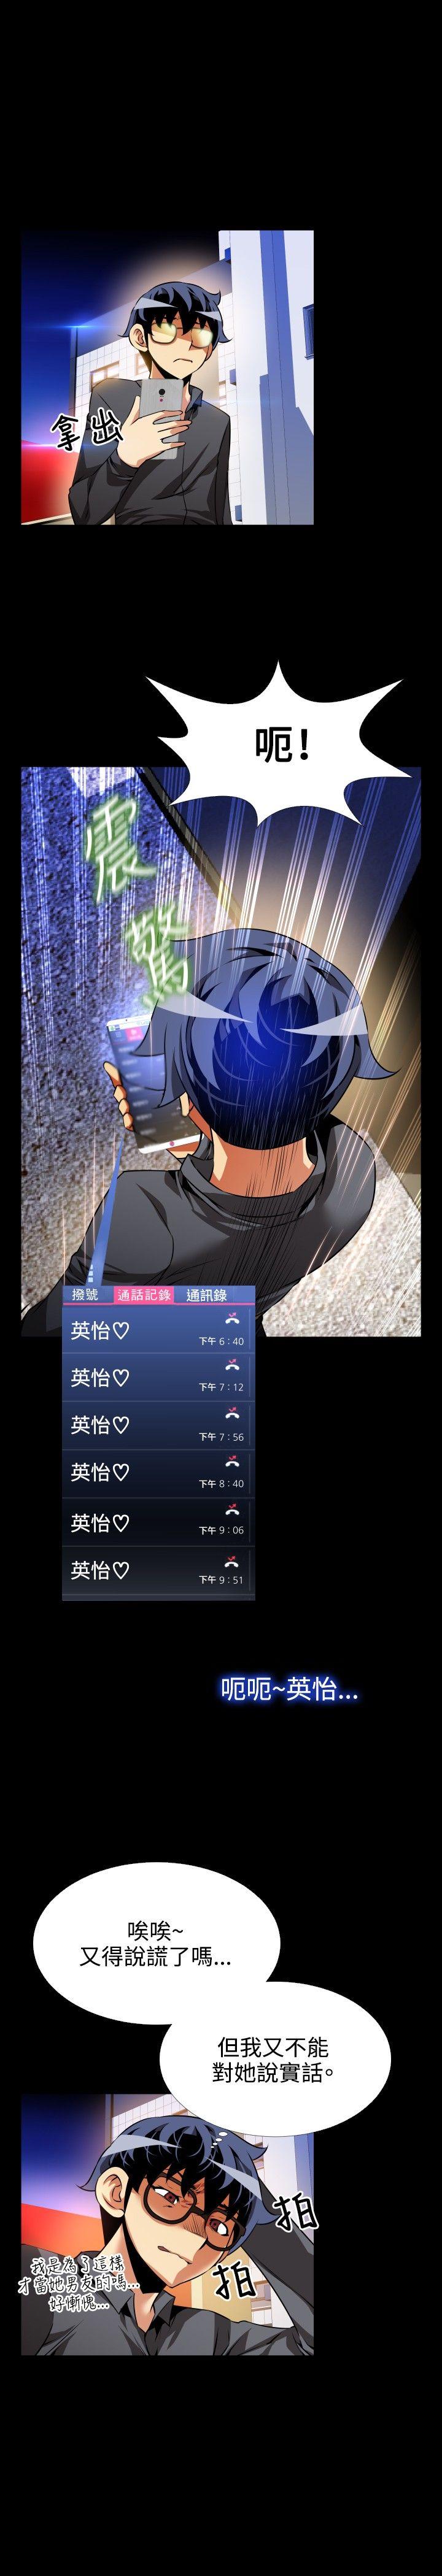 拿出
呃!
震驚
撥號 通話記錄 通訊錄
英怡♡
下午 6:40
英怡♡
下午 7:12
英怡♡
下午 7:56
英怡♡
下午 8:40
英怡♡
下午 9:06
英怡♡
下午 9:51
呃呃~英怡...
唉唉~
又得說謊了嗎...
但我又不能
對她說實話。
拍
拍
我是為了這樣
才當她男友的嗎...
好慚愧...